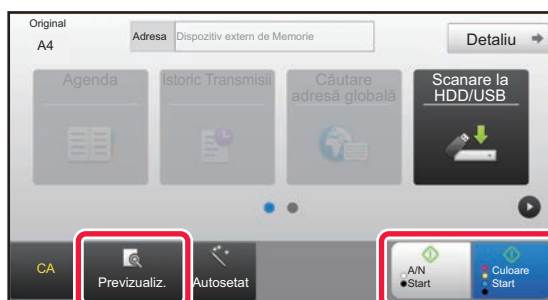 Original
A4
Adresa
Dispozitiv extern de Memorie
Detaliu
Agenda
Istoric Transmisii
Căutare
adresă globală
Scanare la
HDD/USB
CA
Previzualiz.
Autosetat
A/N
Start
Culoare
Start